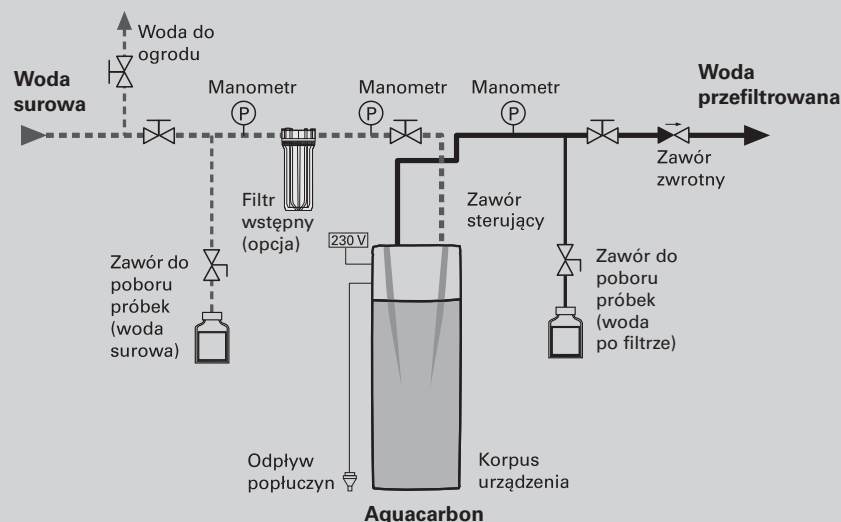 Woda do
ogrodu
Woda
surowa
Manometr
P
Manometr
P
Manometr
P
Woda
przefiltrowana
Zawór
zwrotny
Filtr
wstępny
(opcja)
Zawór
sterujący
230 V
Zawór do
poboru
próbek
(woda
surowa)
Zawór do
poboru
próbek
(woda
po filtrze)
Odpływ
popłuczyn
Korpus
urządzenia
Aquacarbon